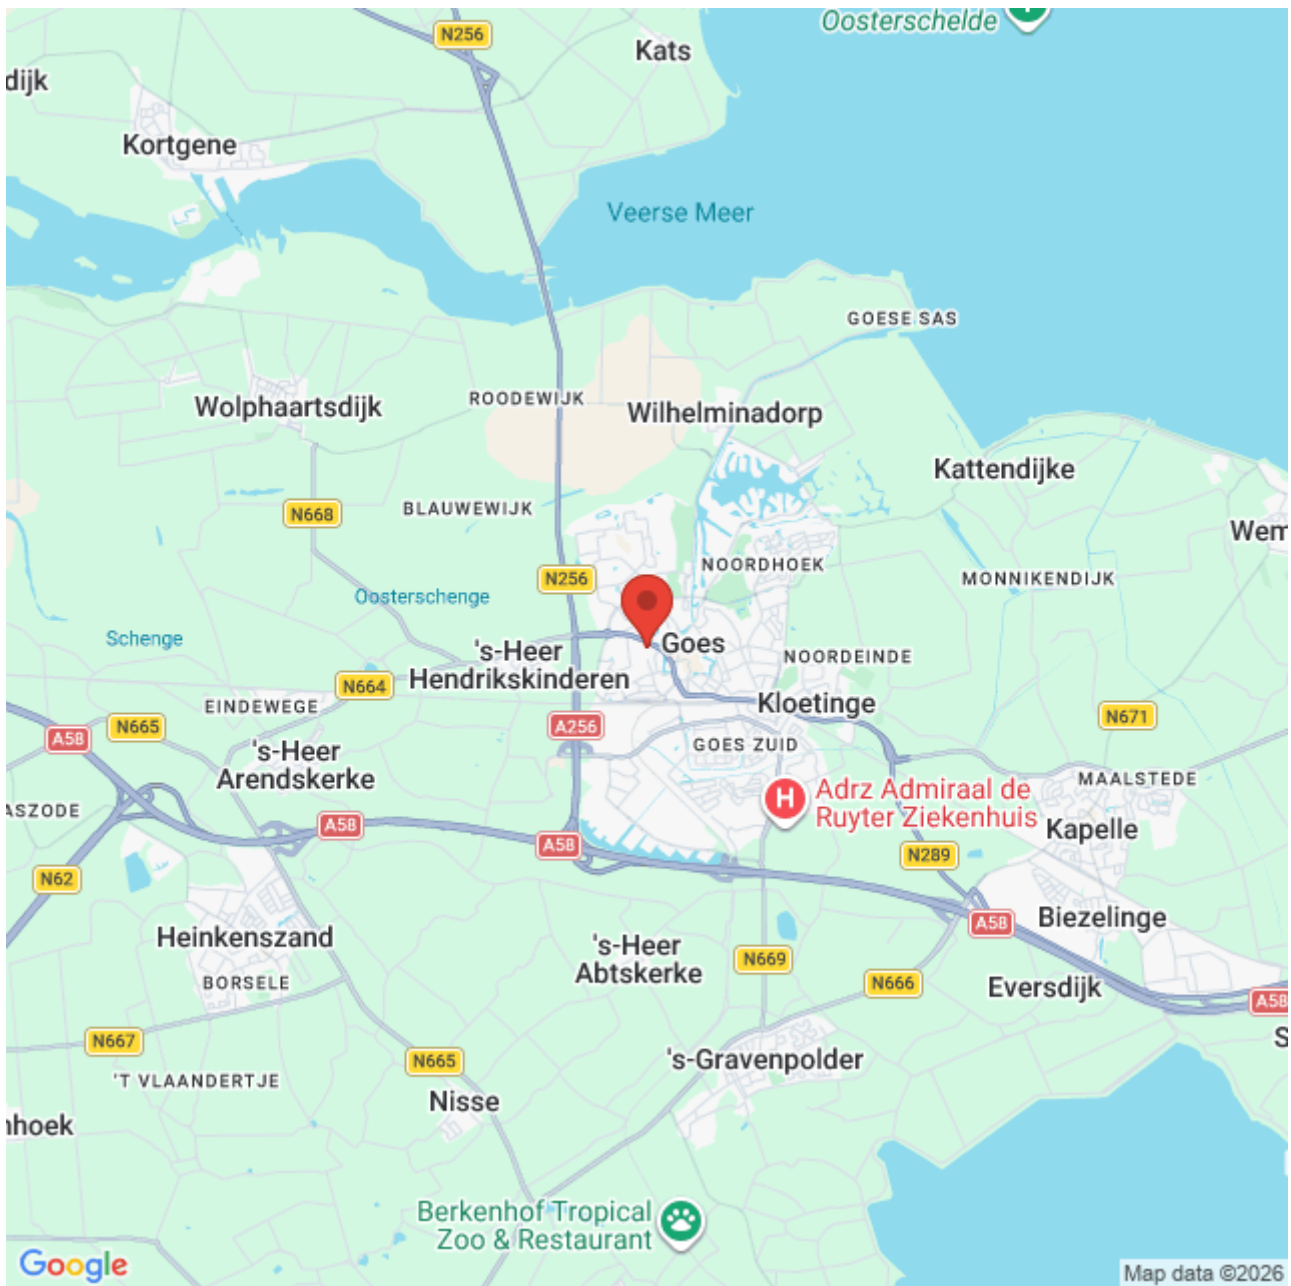 Oosterschelde
N256
Kats
dijk
Kortgene
Veerse Meer
GOESE SAS
Wolphaartsdijk
ROODEWIJK
Wilhelminadorp
Kattendijke
N668
BLAUWEWIJK
Wem
NOORDHOEK
MONNIKENDIJK
N256
Oosterschenge
Schenge
's-Heer
Hendrikskinderen
Goes
NOORDEINDE
N664
EINDEWEGE
Kloetinge
N671
N665
A58
A256
GOES ZUID
's-Heer
Arendskerke
MAALSTEDE
Adrz Admiraal de
Ruyter Ziekenhuis
H
ASZODE
A58
Kapelle
A58
N289
N62
Biezelinge
A58
Heinkenszand
's-Heer
Abtskerke
N669
BORSELE
N666
Eversdijk
A58
N667
S
N665
's-Gravenpolder
'T VLAANDERTJE
Nisse
nhoek
Berkenhof Tropical
Zoo & Restaurant
Google
Map data ©2026